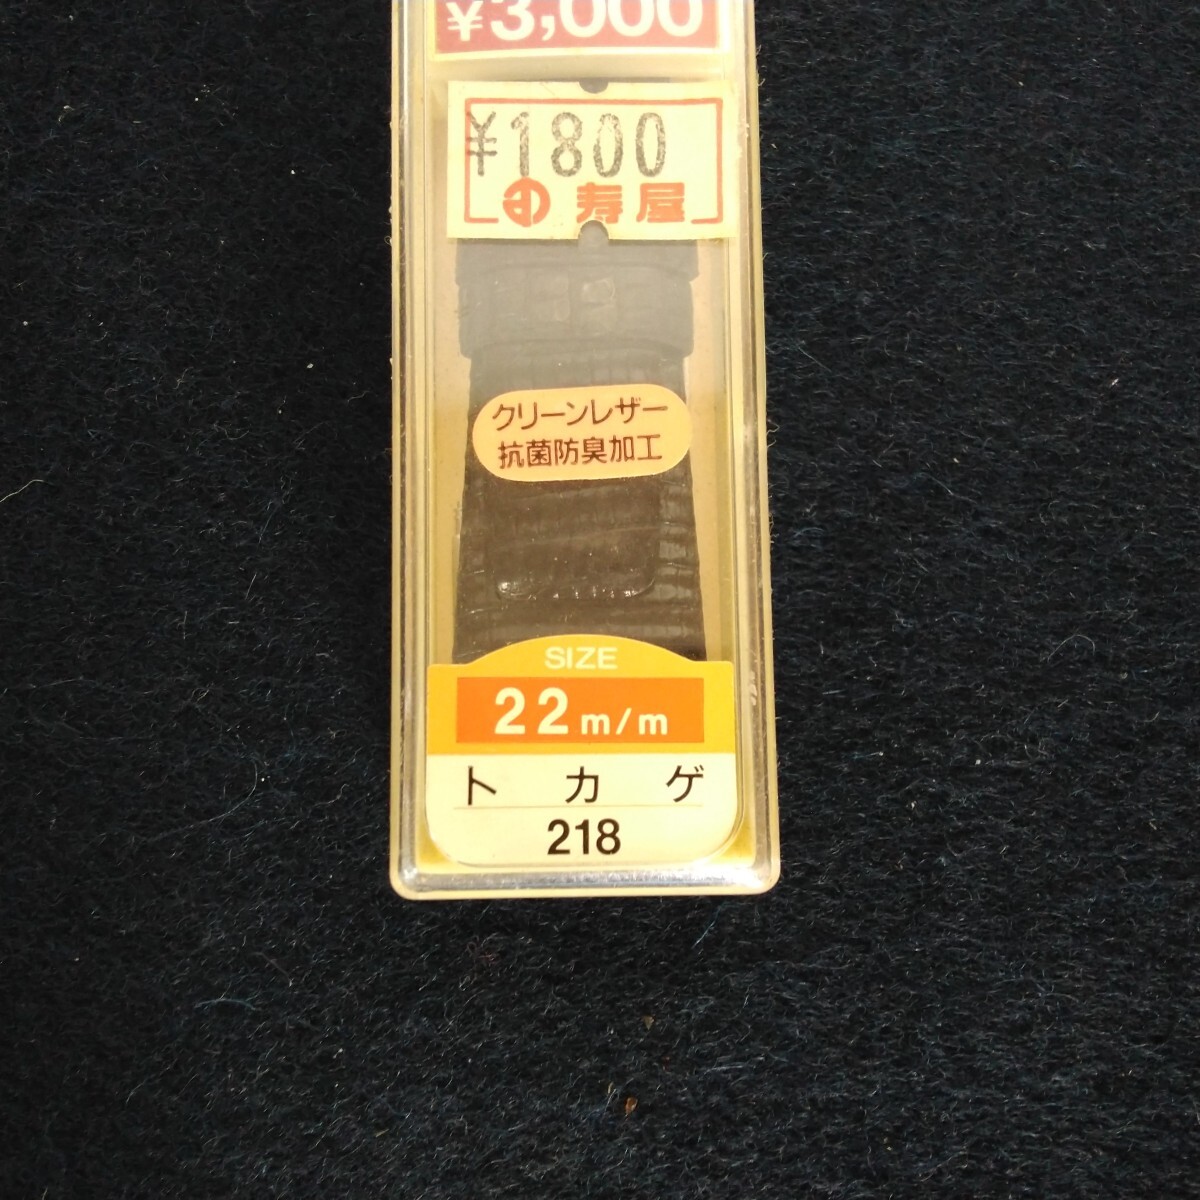 ¥3,000
¥1800
寿屋
クリーンレザー
抗菌防臭加工
SIZE
22m/m
トカゲ
218